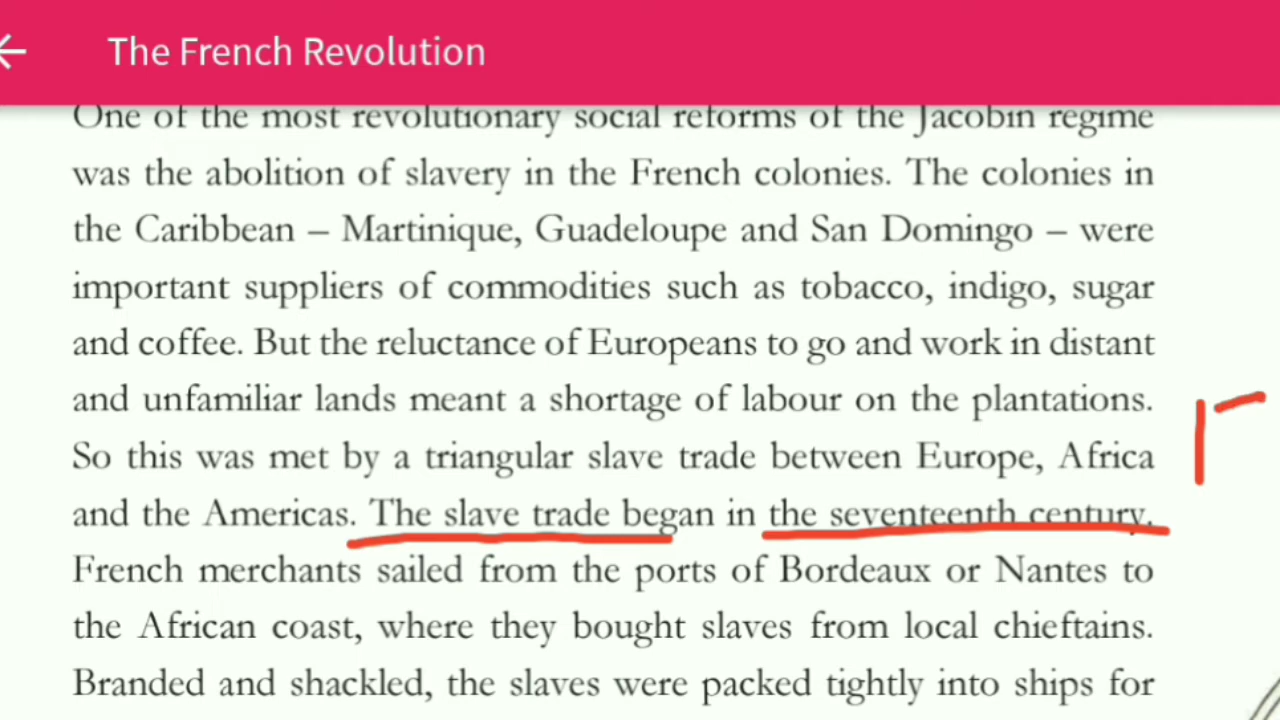 The French Revolution
One of the most revolutionary social reforms of the Jacobin regime
was the abolition of slavery in the French colonies. The colonies in
the Caribbean – Martinique, Guadeloupe and San Domingo – were
important suppliers of commodities such as tobacco, indigo, sugar
and coffee. But the reluctance of Europeans to go and work in distant
and unfamiliar lands meant a shortage of labour on the plantations.
So this was met by a triangular slave trade between Europe, Africa
and the Americas. The slave trade began in the seventeenth century.
French merchants sailed from the ports of Bordeaux or Nantes to
the African coast, where they bought slaves from local chieftains.
Branded and shackled, the slaves were packed tightly into ships for